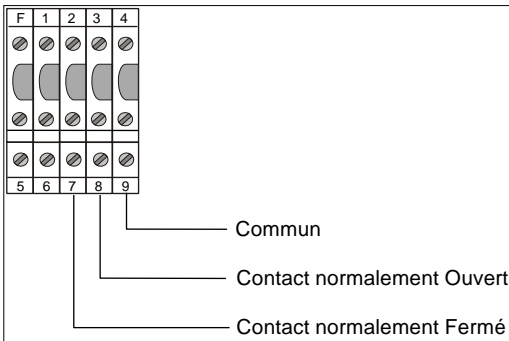 F 1 2 3 4
5 6 7 8 9
Commun
Contact normalement Ouvert
Contact normalement Fermé